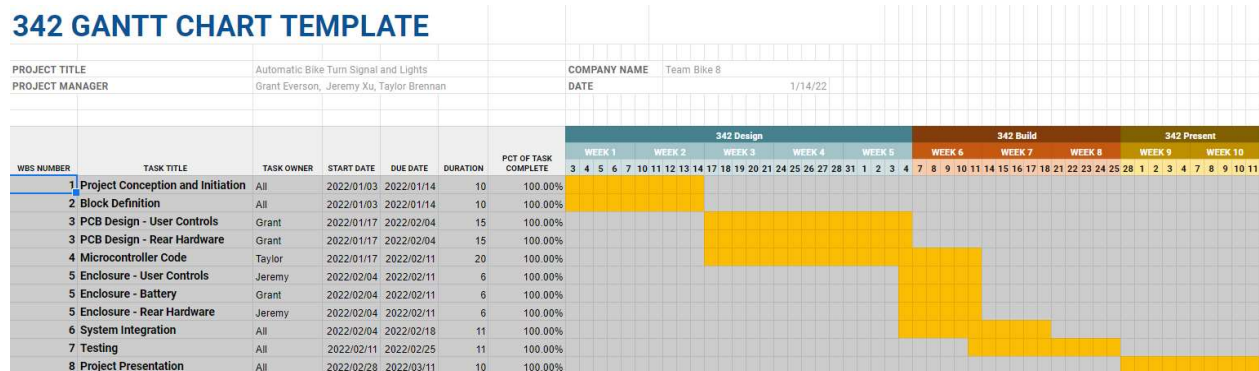 342 GANTT CHART TEMPLATE
PROJECT TITLE Automatic Bike Turn Signal and Lights COMPANY NAME Team Bike 8
PROJECT MANAGER Grant Everson, Jeremy Xu, Taylor Brennan DATE 1/14/22
342 Design 342 Build 342 Present
WEEK 1 WEEK 2 WEEK 3 WEEK 4 WEEK 5 WEEK 6 WEEK 7 WEEK 8 WEEK 9 WEEK 10
WBS NUMBER TASK TITLE TASK OWNER START DATE DUE DATE DURATION PCT OF TASK COMPLETE 3 4 5 6 7 10 11 12 13 14 17 18 19 20 21 24 25 26 27 28 31 1 2 3 4 7 8 9 10 11 14 15 16 17 18 21 22 23 24 25 28 1 2 3 4 7 8 9 10 11
1 Project Conception and Initiation All 2022/01/03 2022/01/14 10 100.00%
2 Block Definition All 2022/01/03 2022/01/14 10 100.00%
3 PCB Design - User Controls Grant 2022/01/17 2022/02/04 15 100.00%
3 PCB Design - Rear Hardware Grant 2022/01/17 2022/02/04 15 100.00%
4 Microcontroller Code Taylor 2022/01/17 2022/02/11 20 100.00%
5 Enclosure - User Controls Jeremy 2022/02/04 2022/02/11 6 100.00%
5 Enclosure - Battery Grant 2022/02/04 2022/02/11 6 100.00%
5 Enclosure - Rear Hardware Jeremy 2022/02/04 2022/02/11 6 100.00%
6 System Integration All 2022/02/04 2022/02/18 11 100.00%
7 Testing All 2022/02/11 2022/02/25 11 100.00%
8 Project Presentation All 2022/02/28 2022/03/11 10 100.00%